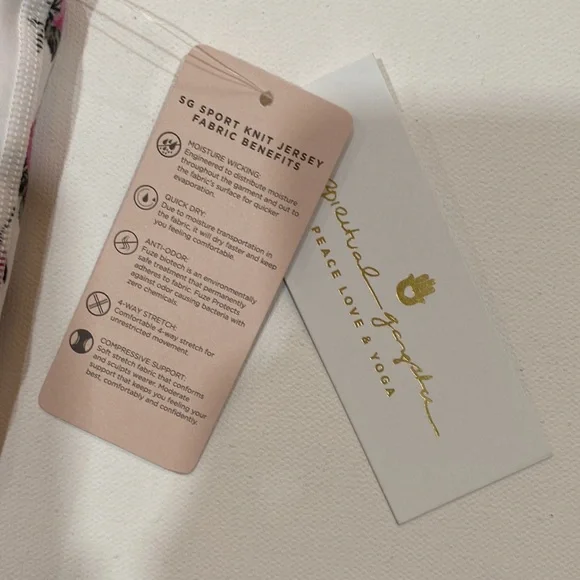 SG SPORT KNIT JERSEY
FABRIC BENEFITS
MOISTURE WICKING:
Engineered to distribute moisture
throughout the garment and out to
the fabric's surface for quicker
evaporation.
QUICK DRY:
Due to moisture transportation in
the fabric, it will dry faster and keep
you feeling comfortable.
ANTI-ODOR:
Fuze biotech is an environmentally
safe treatment that permanently
adheres to fabric. Fuze Protects
against odor causing bacteria with
zero chemicals.
4-WAY STRETCH:
Comfortable 4-way stretch for
unrestricted movement.
COMPRESSIVE SUPPORT:
Soft stretch fabric that conforms
and sculpts wearer. Moderate
support that keeps you feeling your
best, comfortably and confidently.
spiritual gangster
PEACE LOVE & YOGA